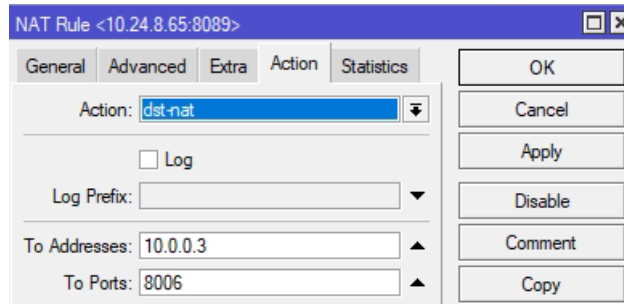 NAT Rule <10.24.8.65:8089>
General Advanced Extra Action Statistics
OK
Action: dst-nat
Cancel
Log
Apply
Log Prefix:
Disable
To Addresses: 10.0.0.3
Comment
To Ports: 8006
Copy